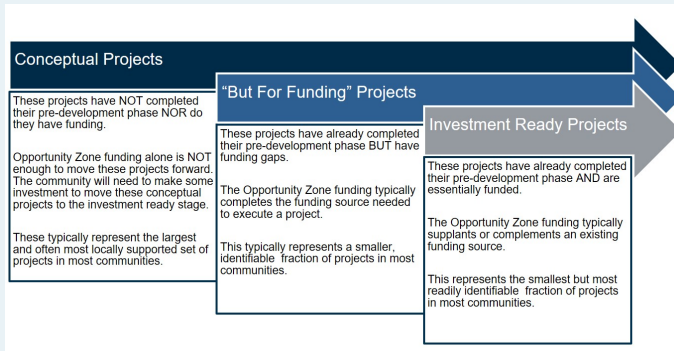 Conceptual Projects
These projects have NOT completed
their pre-development phase NOR do
they have funding.
Opportunity Zone funding alone is NOT
enough to move these projects forward.
The community will need to make some
investment to move these conceptual
projects to the investment ready stage.
These typically represent the largest
and often most locally supported set of
projects in most communities.
“But For Funding” Projects
These projects have already completed
their pre-development phase BUT have
funding gaps.
The Opportunity Zone funding typically
completes the funding source needed
to execute a project.
This typically represents a smaller,
identifiable fraction of projects in most
communities.
Investment Ready Projects
These projects have already completed
their pre-development phase AND are
essentially funded.
The Opportunity Zone funding typically
supplants or complements an existing
funding source.
This represents the smallest but most
readily identifiable fraction of projects
in most communities.